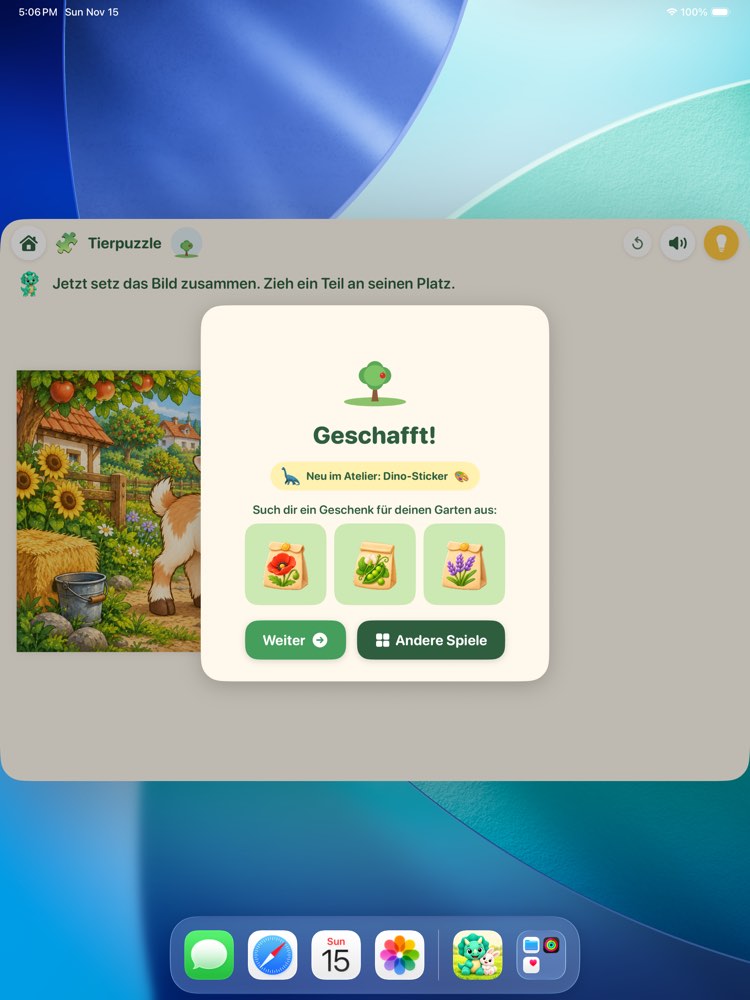 5:06 PM Sun Nov 15
100%
Tierpuzzle
Jetzt setz das Bild zusammen. Zieh ein Teil an seinen Platz.
Geschafft!
Neu im Atelier: Dino-Sticker
Such dir ein Geschenk für deinen Garten aus:
Weiter
Andere Spiele
Sun
15